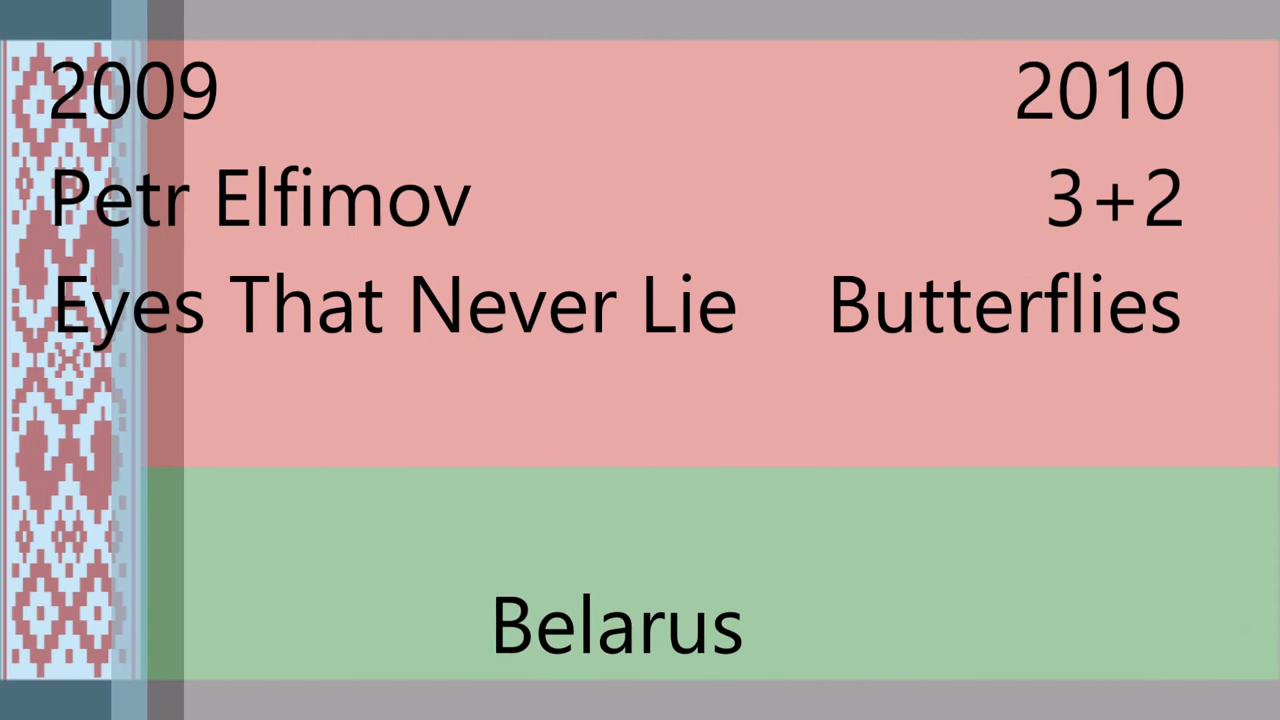 2009
2010
Petr Elfimov
3+2
Eyes That Never Lie
Butterflies
Belarus